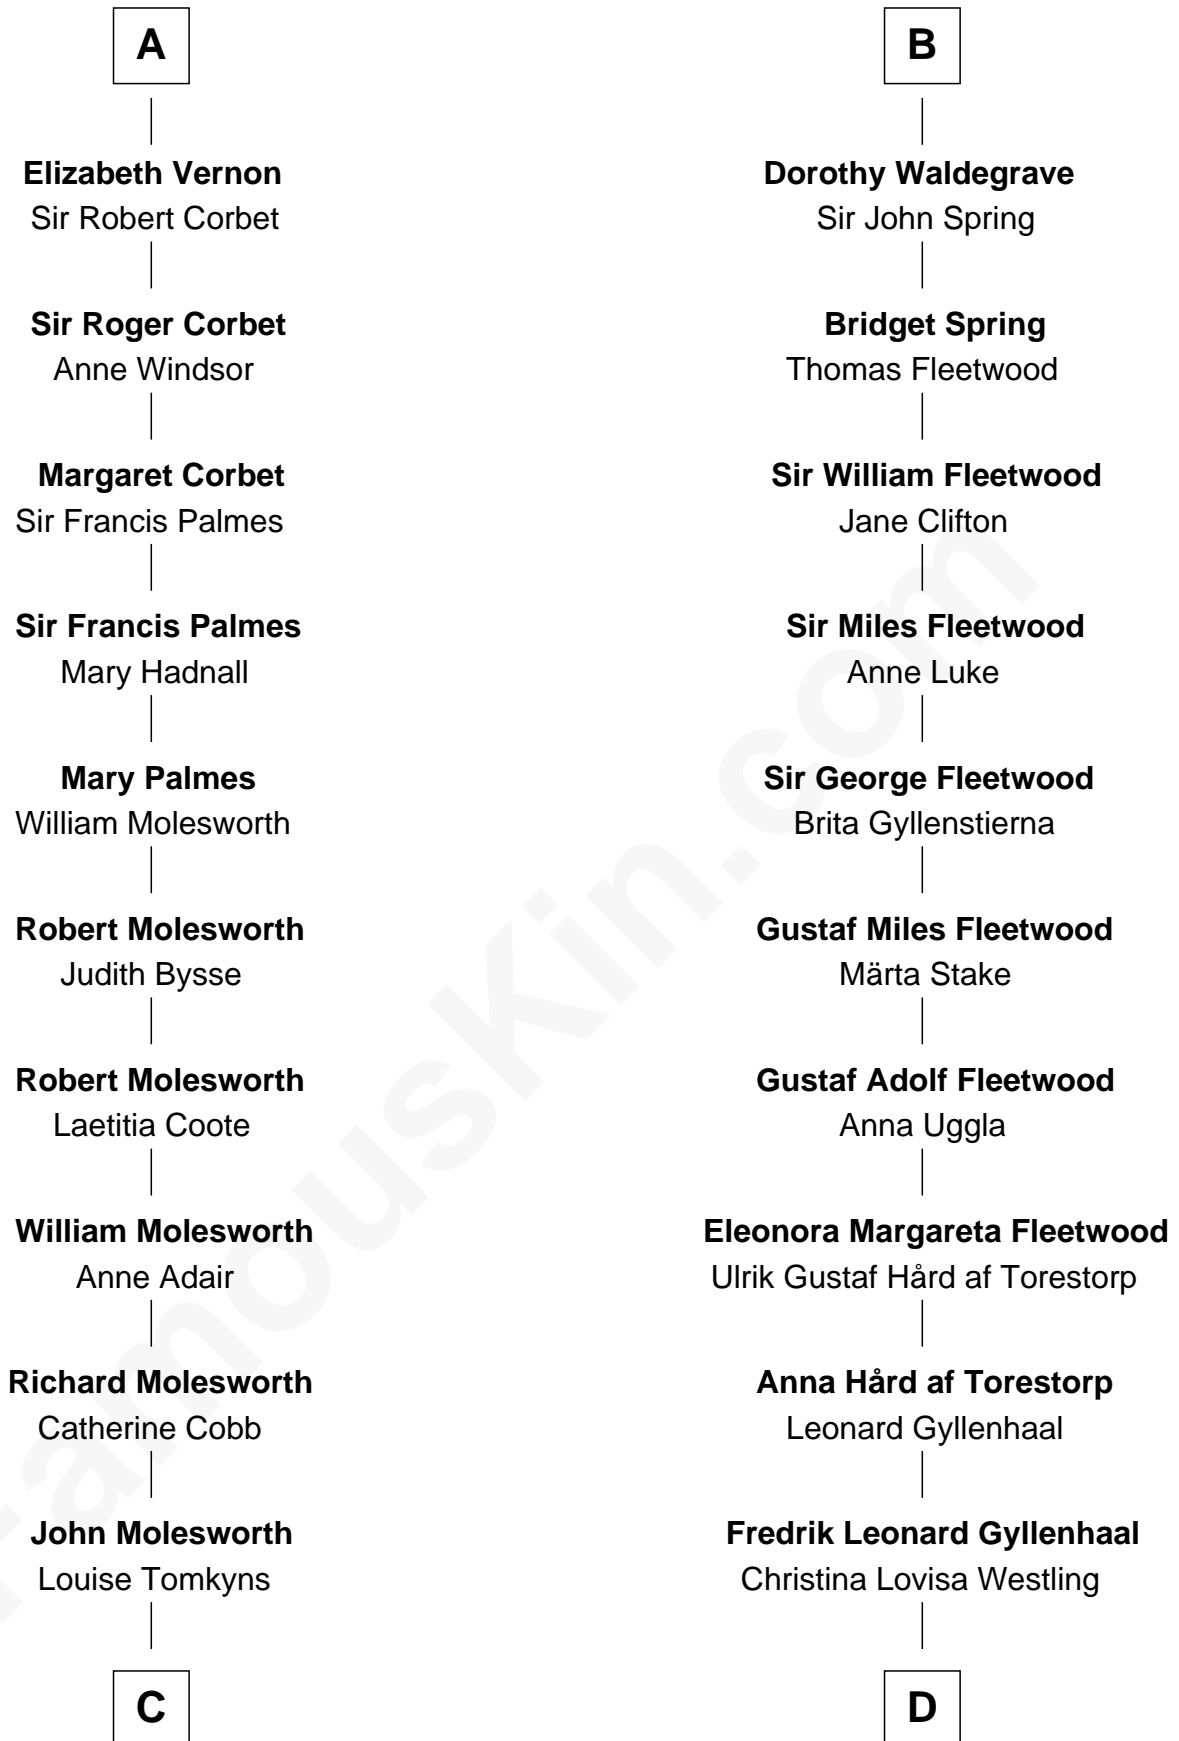 A
Elizabeth Vernon
Sir Robert Corbet
Sir Roger Corbet
Anne Windsor
Margaret Corbet
Sir Francis Palmes
Sir Francis Palmes
Mary Hadnall
Mary Palmes
William Molesworth
Robert Molesworth
Judith Bysse
Robert Molesworth
Laetitia Coote
William Molesworth
Anne Adair
Richard Molesworth
Catherine Cobb
John Molesworth
Louise Tomkyns
C
B
Dorothy Waldegrave
Sir John Spring
Bridget Spring
Thomas Fleetwood
Sir William Fleetwood
Jane Clifton
Sir Miles Fleetwood
Anne Luke
Sir George Fleetwood
Brita Gyllenstierna
Gustaf Miles Fleetwood
Märta Stake
Gustaf Adolf Fleetwood
Anna Uggla
Eleonora Margareta Fleetwood
Ulrik Gustaf Hård af Torestorp
Anna Hård af Torestorp
Leonard Gyllenhaal
Fredrik Leonard Gyllenhaal
Christina Lovisa Westling
D
FamousKin.com